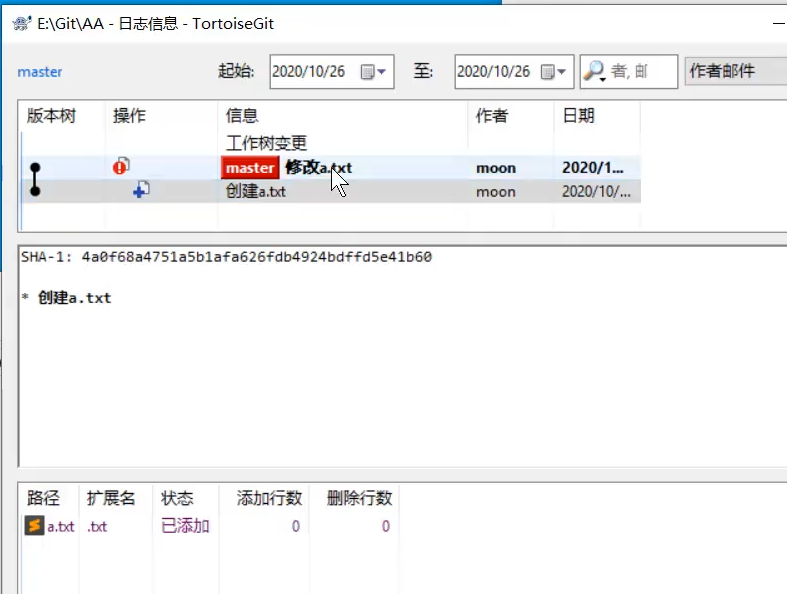 E:\Git\AA - 日志信息 - TortoiseGit
master 起始: 2020/10/26 至: 2020/10/26 者, 邮 作者邮件
版本树 操作 信息 作者 日期
工作树变更
master 修改a.txt moon 2020/1...
创建a.txt moon 2020/10/...
SHA-1: 4a0f68a4751a5b1afa626fdb4924bdffd5e41b60
* 创建a.txt
路径 扩展名 状态 添加行数 删除行数
a.txt .txt 已添加 0 0